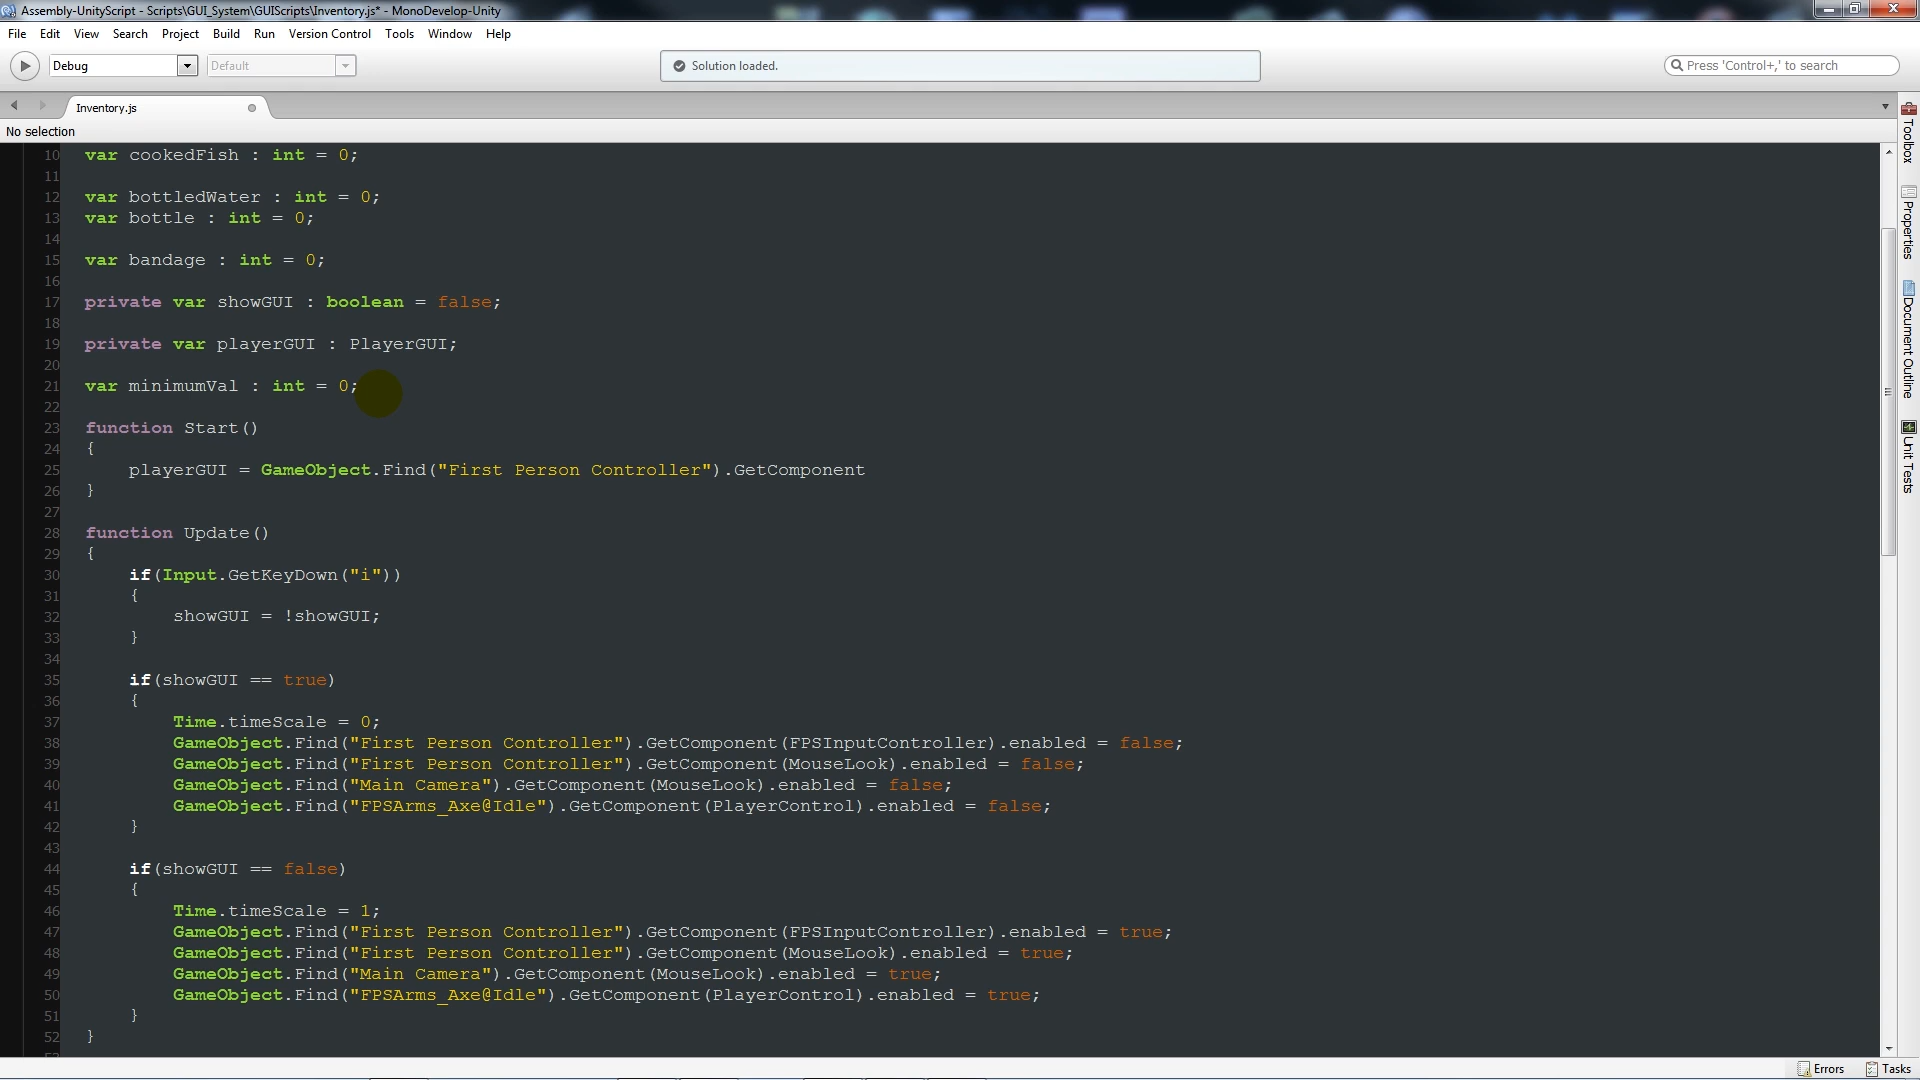 Assembly-UnityScript - Scripts\GUI_System\GUIScripts\Inventory.js* - MonoDevelop-Unity
File Edit View Search Project Build Run Version Control Tools Window Help
Debug Default Solution loaded. Press 'Control+,' to search
Inventory.js
No selection
10 var cookedFish : int = 0;
11
12 var bottledWater : int = 0;
13 var bottle : int = 0;
14
15 var bandage : int = 0;
16
17 private var showGUI : boolean = false;
18
19 private var playerGUI : PlayerGUI;
20
21 var minimumVal : int = 0;
22
23 function Start()
24 {
25 playerGUI = GameObject.Find("First Person Controller").GetComponent
26 }
27
28 function Update()
29 {
30 if(Input.GetKeyDown("i"))
31 {
32 showGUI = !showGUI;
33 }
34
35 if(showGUI == true)
36 {
37 Time.timeScale = 0;
38 GameObject.Find("First Person Controller").GetComponent(FPSInputController).enabled = false;
39 GameObject.Find("First Person Controller").GetComponent(MouseLook).enabled = false;
40 GameObject.Find("Main Camera").GetComponent(MouseLook).enabled = false;
41 GameObject.Find("FPSArms_Axe@Idle").GetComponent(PlayerControl).enabled = false;
42 }
43
44 if(showGUI == false)
45 {
46 Time.timeScale = 1;
47 GameObject.Find("First Person Controller").GetComponent(FPSInputController).enabled = true;
48 GameObject.Find("First Person Controller").GetComponent(MouseLook).enabled = true;
49 GameObject.Find("Main Camera").GetComponent(MouseLook).enabled = true;
50 GameObject.Find("FPSArms_Axe@Idle").GetComponent(PlayerControl).enabled = true;
51 }
52 }
Toolbox
Properties
Document Outline
Unit Tests
Errors Tasks